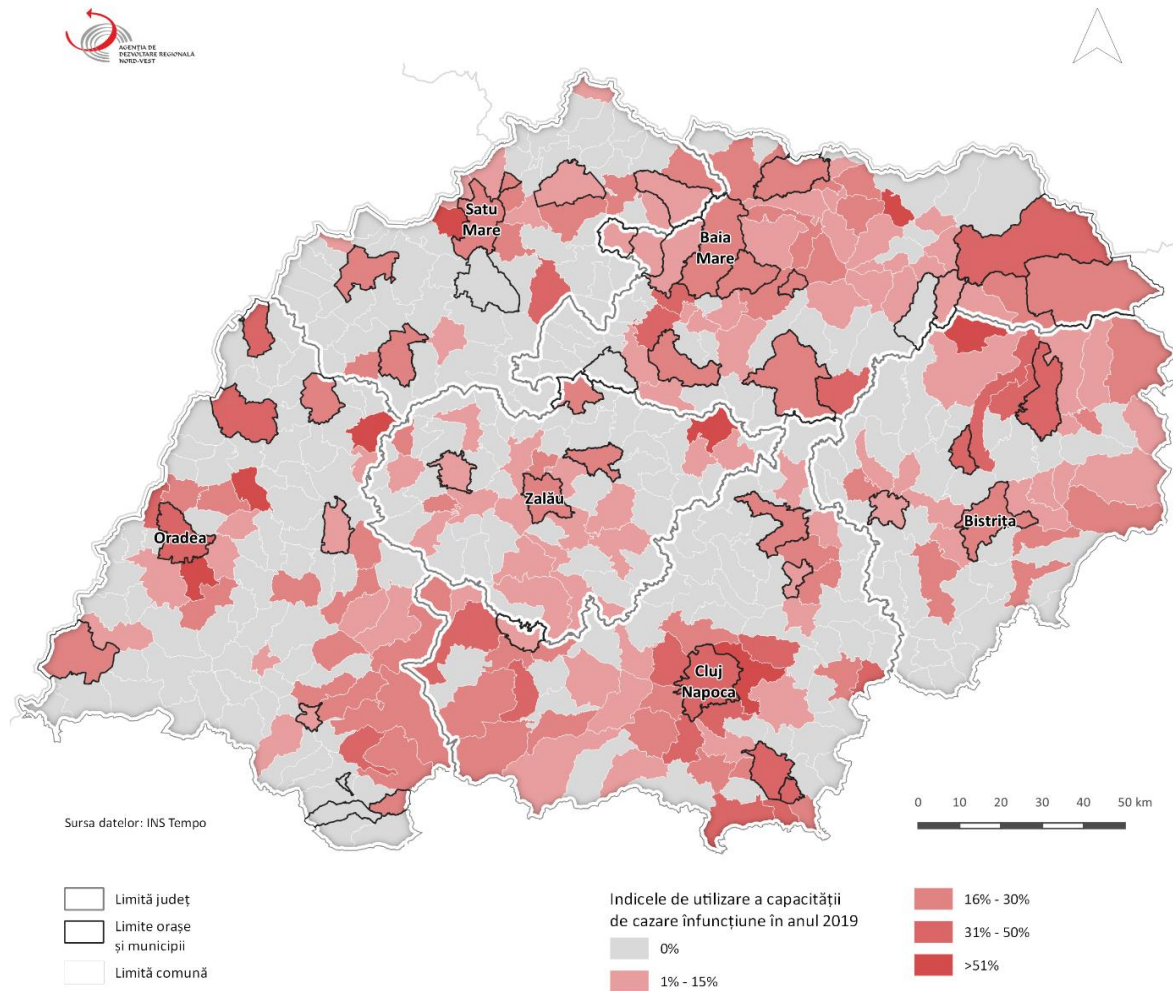 AGENȚIA DE
DEZVOLTARE REGIONALĂ
NORD-VEST
Satu
Mare
Baia
Mare
Zalău
Oradea
Bistrița
Cluj
Napoca
Sursa datelor: INS Tempo
0 10 20 30 40 50 km
Limită județ
Limite orașe
și municipii
Limită comună
Indicele de utilizare a capacității
de cazare înfuncțiune în anul 2019
0%
1% - 15%
16% - 30%
31% - 50%
>51%